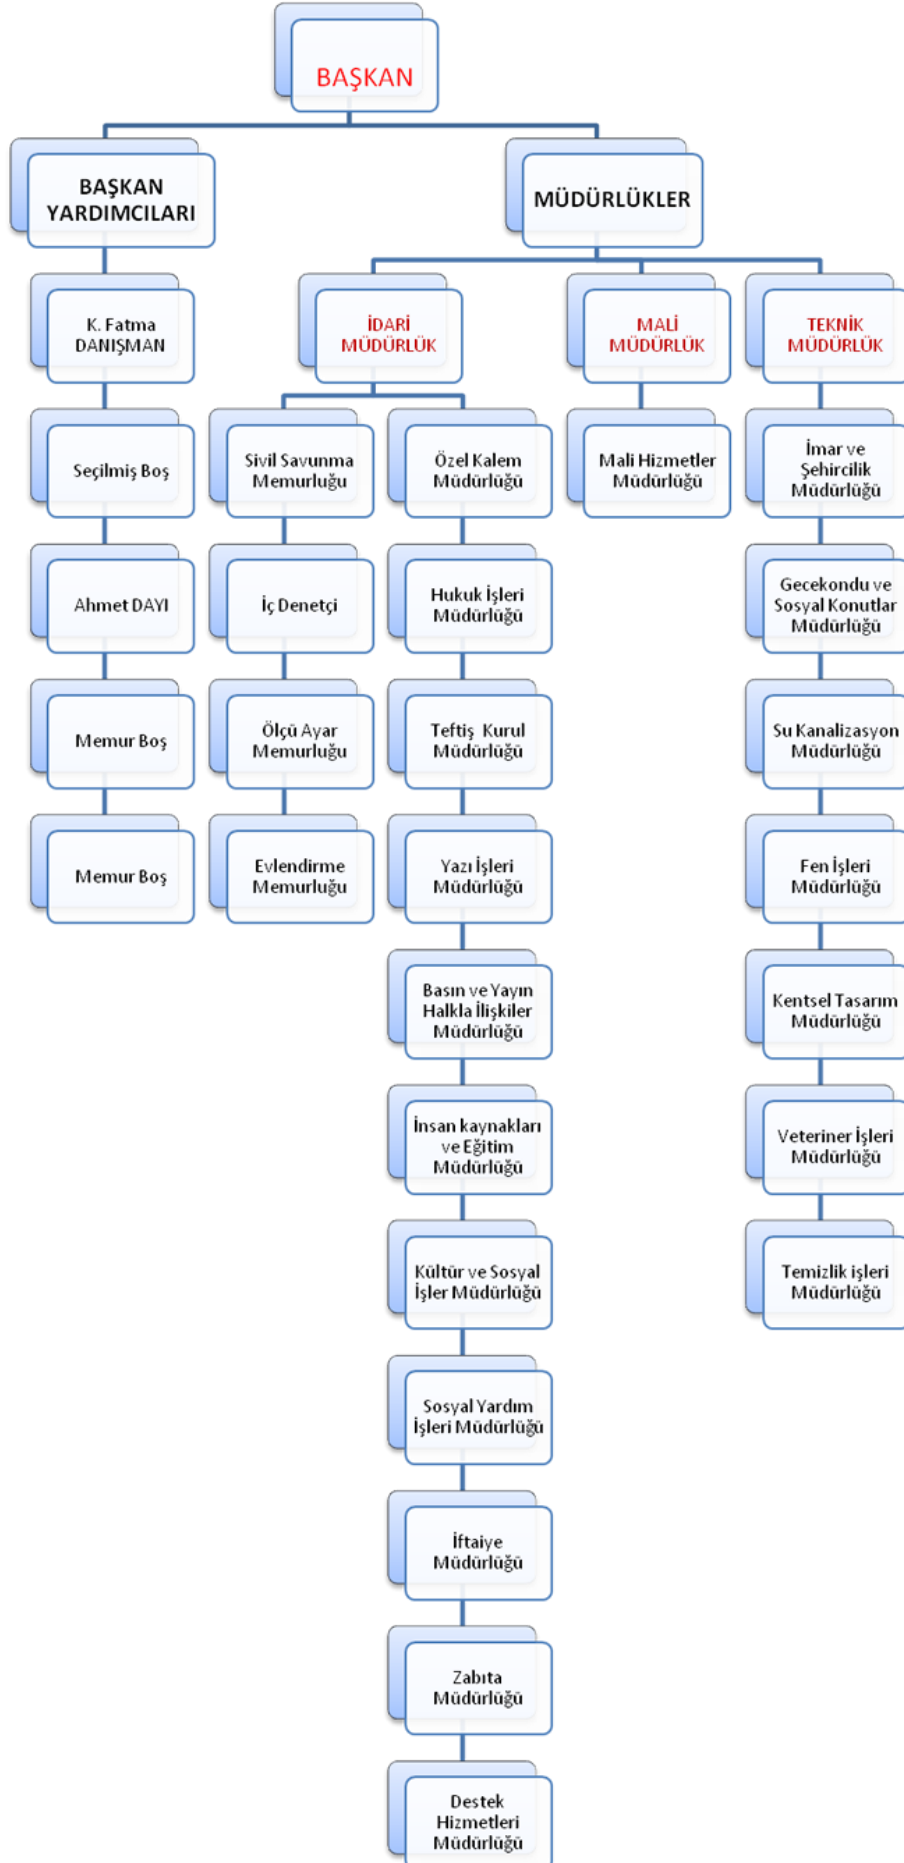 BAŞKAN
BAŞKAN
YARDIMCILARI
MÜDÜRLÜKLER
K. Fatma
DANIŞMAN
İDARİ
MÜDÜRLÜK
MALİ
MÜDÜRLÜK
TEKNİK
MÜDÜRLÜK
Seçilmiş Boş
Sivil Savunma
Memurluğu
Özel Kalem
Müdürlüğü
Mali Hizmetler
Müdürlüğü
İmar ve
Şehircilik
Müdürlüğü
Ahmet DAYI
İç Denetçi
Hukuk İşleri
Müdürlüğü
Gecekondu ve
Sosyal Konutlar
Müdürlüğü
Memur Boş
Ölçü Ayar
Memurluğu
Teftiş Kurul
Müdürlüğü
Su Kanalizasyon
Müdürlüğü
Memur Boş
Evlendirme
Memurluğu
Yazı İşleri
Müdürlüğü
Fen İşleri
Müdürlüğü
Basın ve Yayın
Halkla İlişkiler
Müdürlüğü
Kentsel Tasarım
Müdürlüğü
İnsan kaynakları
ve Eğitim
Müdürlüğü
Veteriner İşleri
Müdürlüğü
Kültür ve Sosyal
İşler Müdürlüğü
Temizlik işleri
Müdürlüğü
Sosyal Yardım
İşleri Müdürlüğü
İftaiye
Müdürlüğü
Zabıta
Müdürlüğü
Destek
Hizmetleri
Müdürlüğü